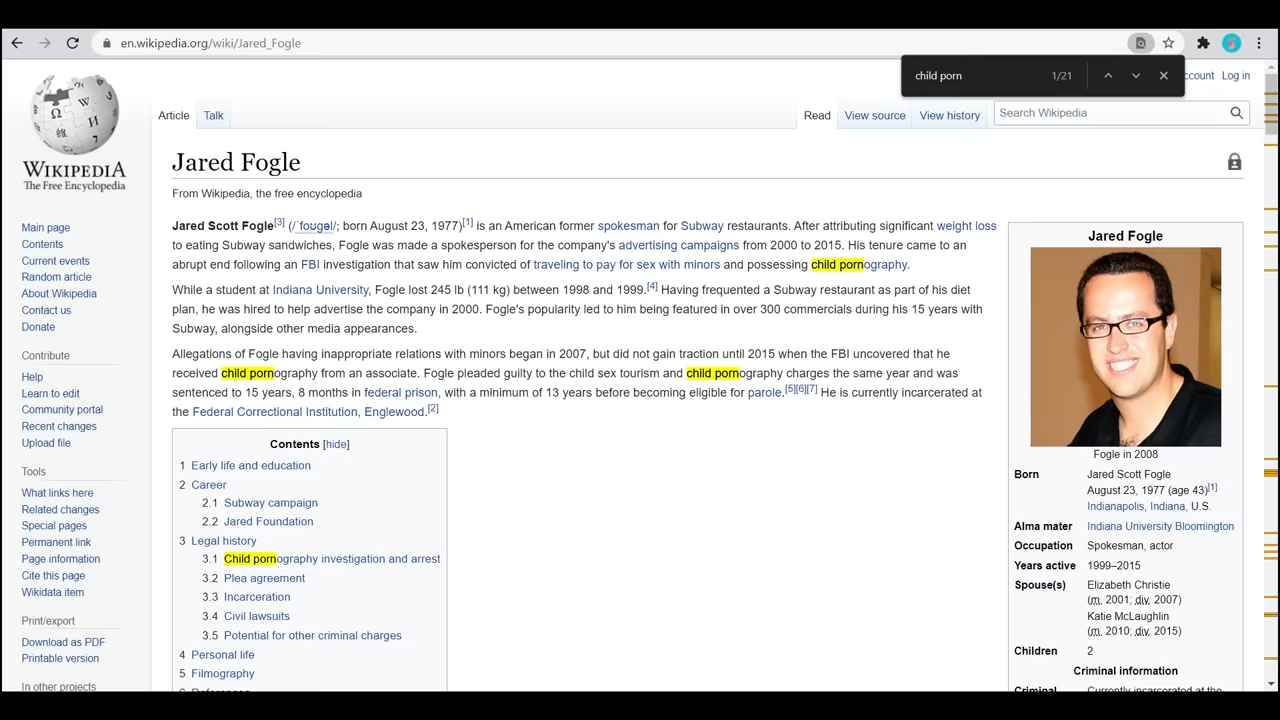 en.wikipedia.org/wiki/Jared_Fogle
child porn 1/21
ccount Log in
Article Talk Read View source View history Search Wikipedia
WIKIPEDIA
The Free Encyclopedia
Main page
Contents
Current events
Random article
About Wikipedia
Contact us
Donate
Contribute
Help
Learn to edit
Community portal
Recent changes
Upload file
Tools
What links here
Related changes
Special pages
Permanent link
Page information
Cite this page
Wikidata item
Print/export
Download as PDF
Printable version
In other projects
Jared Fogle
From Wikipedia, the free encyclopedia
Jared Scott Fogle[3] (/ˈfoʊɡəl/; born August 23, 1977)[1] is an American former spokesman for Subway restaurants. After attributing significant weight loss
to eating Subway sandwiches, Fogle was made a spokesperson for the company's advertising campaigns from 2000 to 2015. His tenure came to an
abrupt end following an FBI investigation that saw him convicted of traveling to pay for sex with minors and possessing child pornography.
While a student at Indiana University, Fogle lost 245 lb (111 kg) between 1998 and 1999.[4] Having frequented a Subway restaurant as part of his diet
plan, he was hired to help advertise the company in 2000. Fogle's popularity led to him being featured in over 300 commercials during his 15 years with
Subway, alongside other media appearances.
Allegations of Fogle having inappropriate relations with minors began in 2007, but did not gain traction until 2015 when the FBI uncovered that he
received child pornography from an associate. Fogle pleaded guilty to the child sex tourism and child pornography charges the same year and was
sentenced to 15 years, 8 months in federal prison, with a minimum of 13 years before becoming eligible for parole.[5][6][7] He is currently incarcerated at
the Federal Correctional Institution, Englewood.[2]
Contents [hide]
1 Early life and education
2 Career
2.1 Subway campaign
2.2 Jared Foundation
3 Legal history
3.1 Child pornography investigation and arrest
3.2 Plea agreement
3.3 Incarceration
3.4 Civil lawsuits
3.5 Potential for other criminal charges
4 Personal life
5 Filmography
6 References
Jared Fogle
Fogle in 2008
Born Jared Scott Fogle
August 23, 1977 (age 43)[1]
Indianapolis, Indiana, U.S.
Alma mater Indiana University Bloomington
Occupation Spokesman, actor
Years active 1999–2015
Spouse(s) Elizabeth Christie
(m. 2001; div. 2007)
Katie McLaughlin
(m. 2010; div. 2015)
Children 2
Criminal information
Criminal Currently incarcerated at the